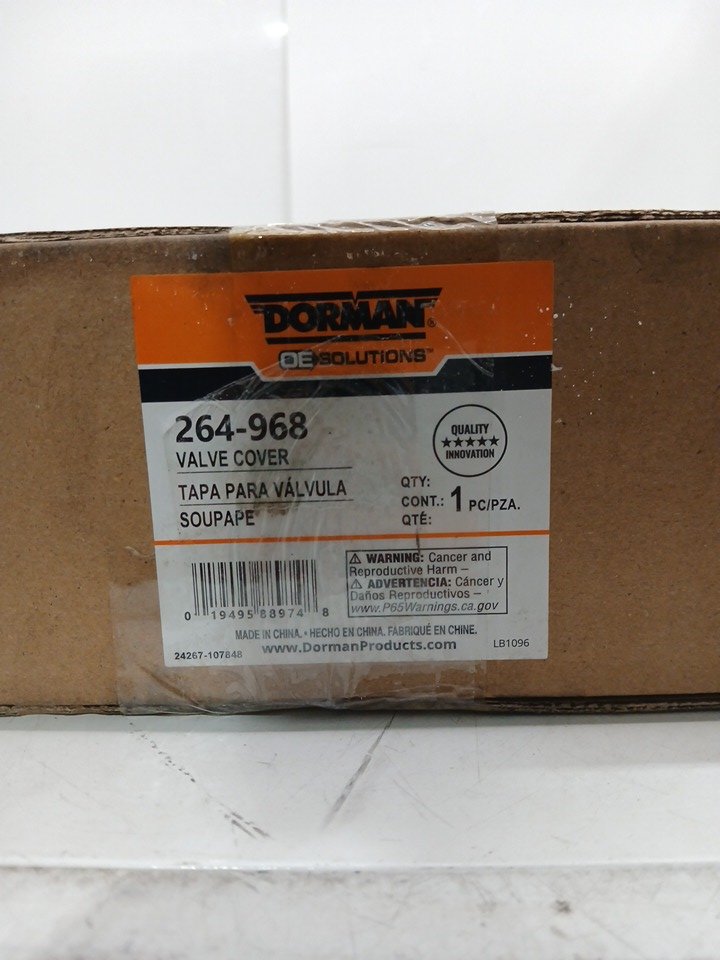 DORMAN®
OE SOLUTIONS™
264-968
VALVE COVER
TAPA PARA VÁLVULA
SOUPAPE
QUALITY
★★★★★
INNOVATION
QTY:
CONT.: 1 PC/PZA.
QTÉ:
0 19495 88974 8
⚠ WARNING: Cancer and
Reproductive Harm –
⚠ ADVERTENCIA: Cáncer y
Daños Reproductivos –
www.P65Warnings.ca.gov
MADE IN CHINA. • HECHO EN CHINA. FABRIQUÉ EN CHINE.
24267-107848 www.DormanProducts.com LB1096